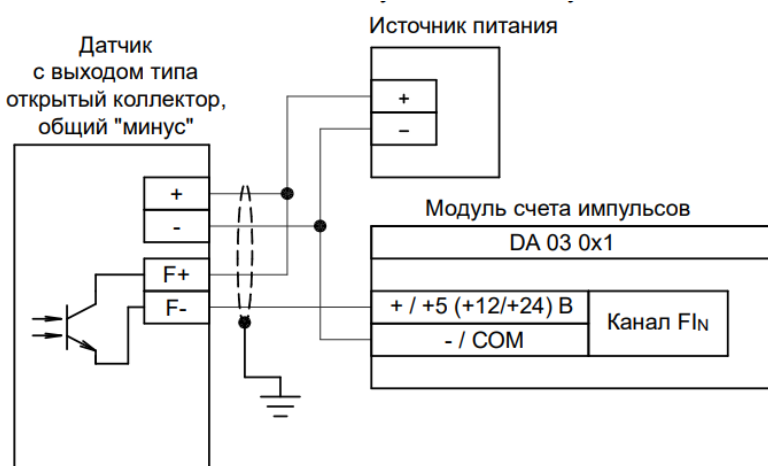 Источник питания
Датчик
с выходом типа
открытый коллектор,
общий "минус"
+
−
+
-
F+
F-
Модуль счета импульсов
DA 03 0x1
+ / +5 (+12/+24) В
- / COM
Канал FIN